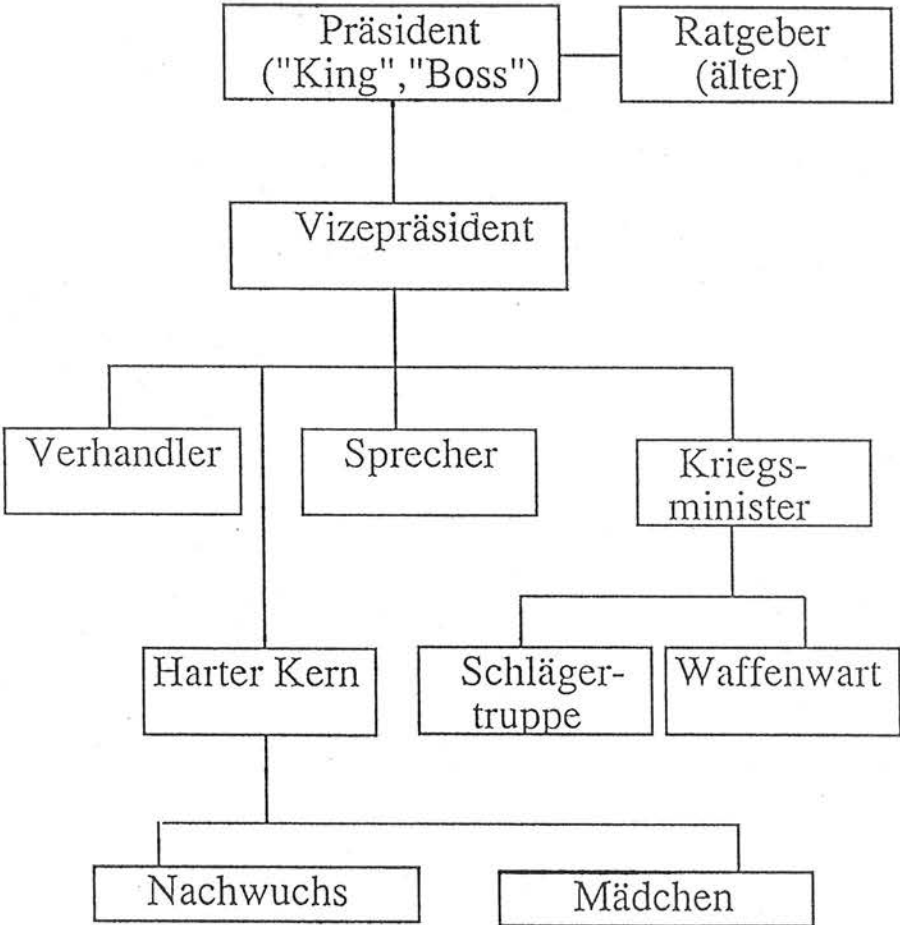 Präsident
("King","Boss")
Ratgeber
(älter)
Vizepräsident
Verhandler
Sprecher
Kriegs-
minister
Harter Kern
Schläger-
truppe
Waffenwart
Nachwuchs
Mädchen